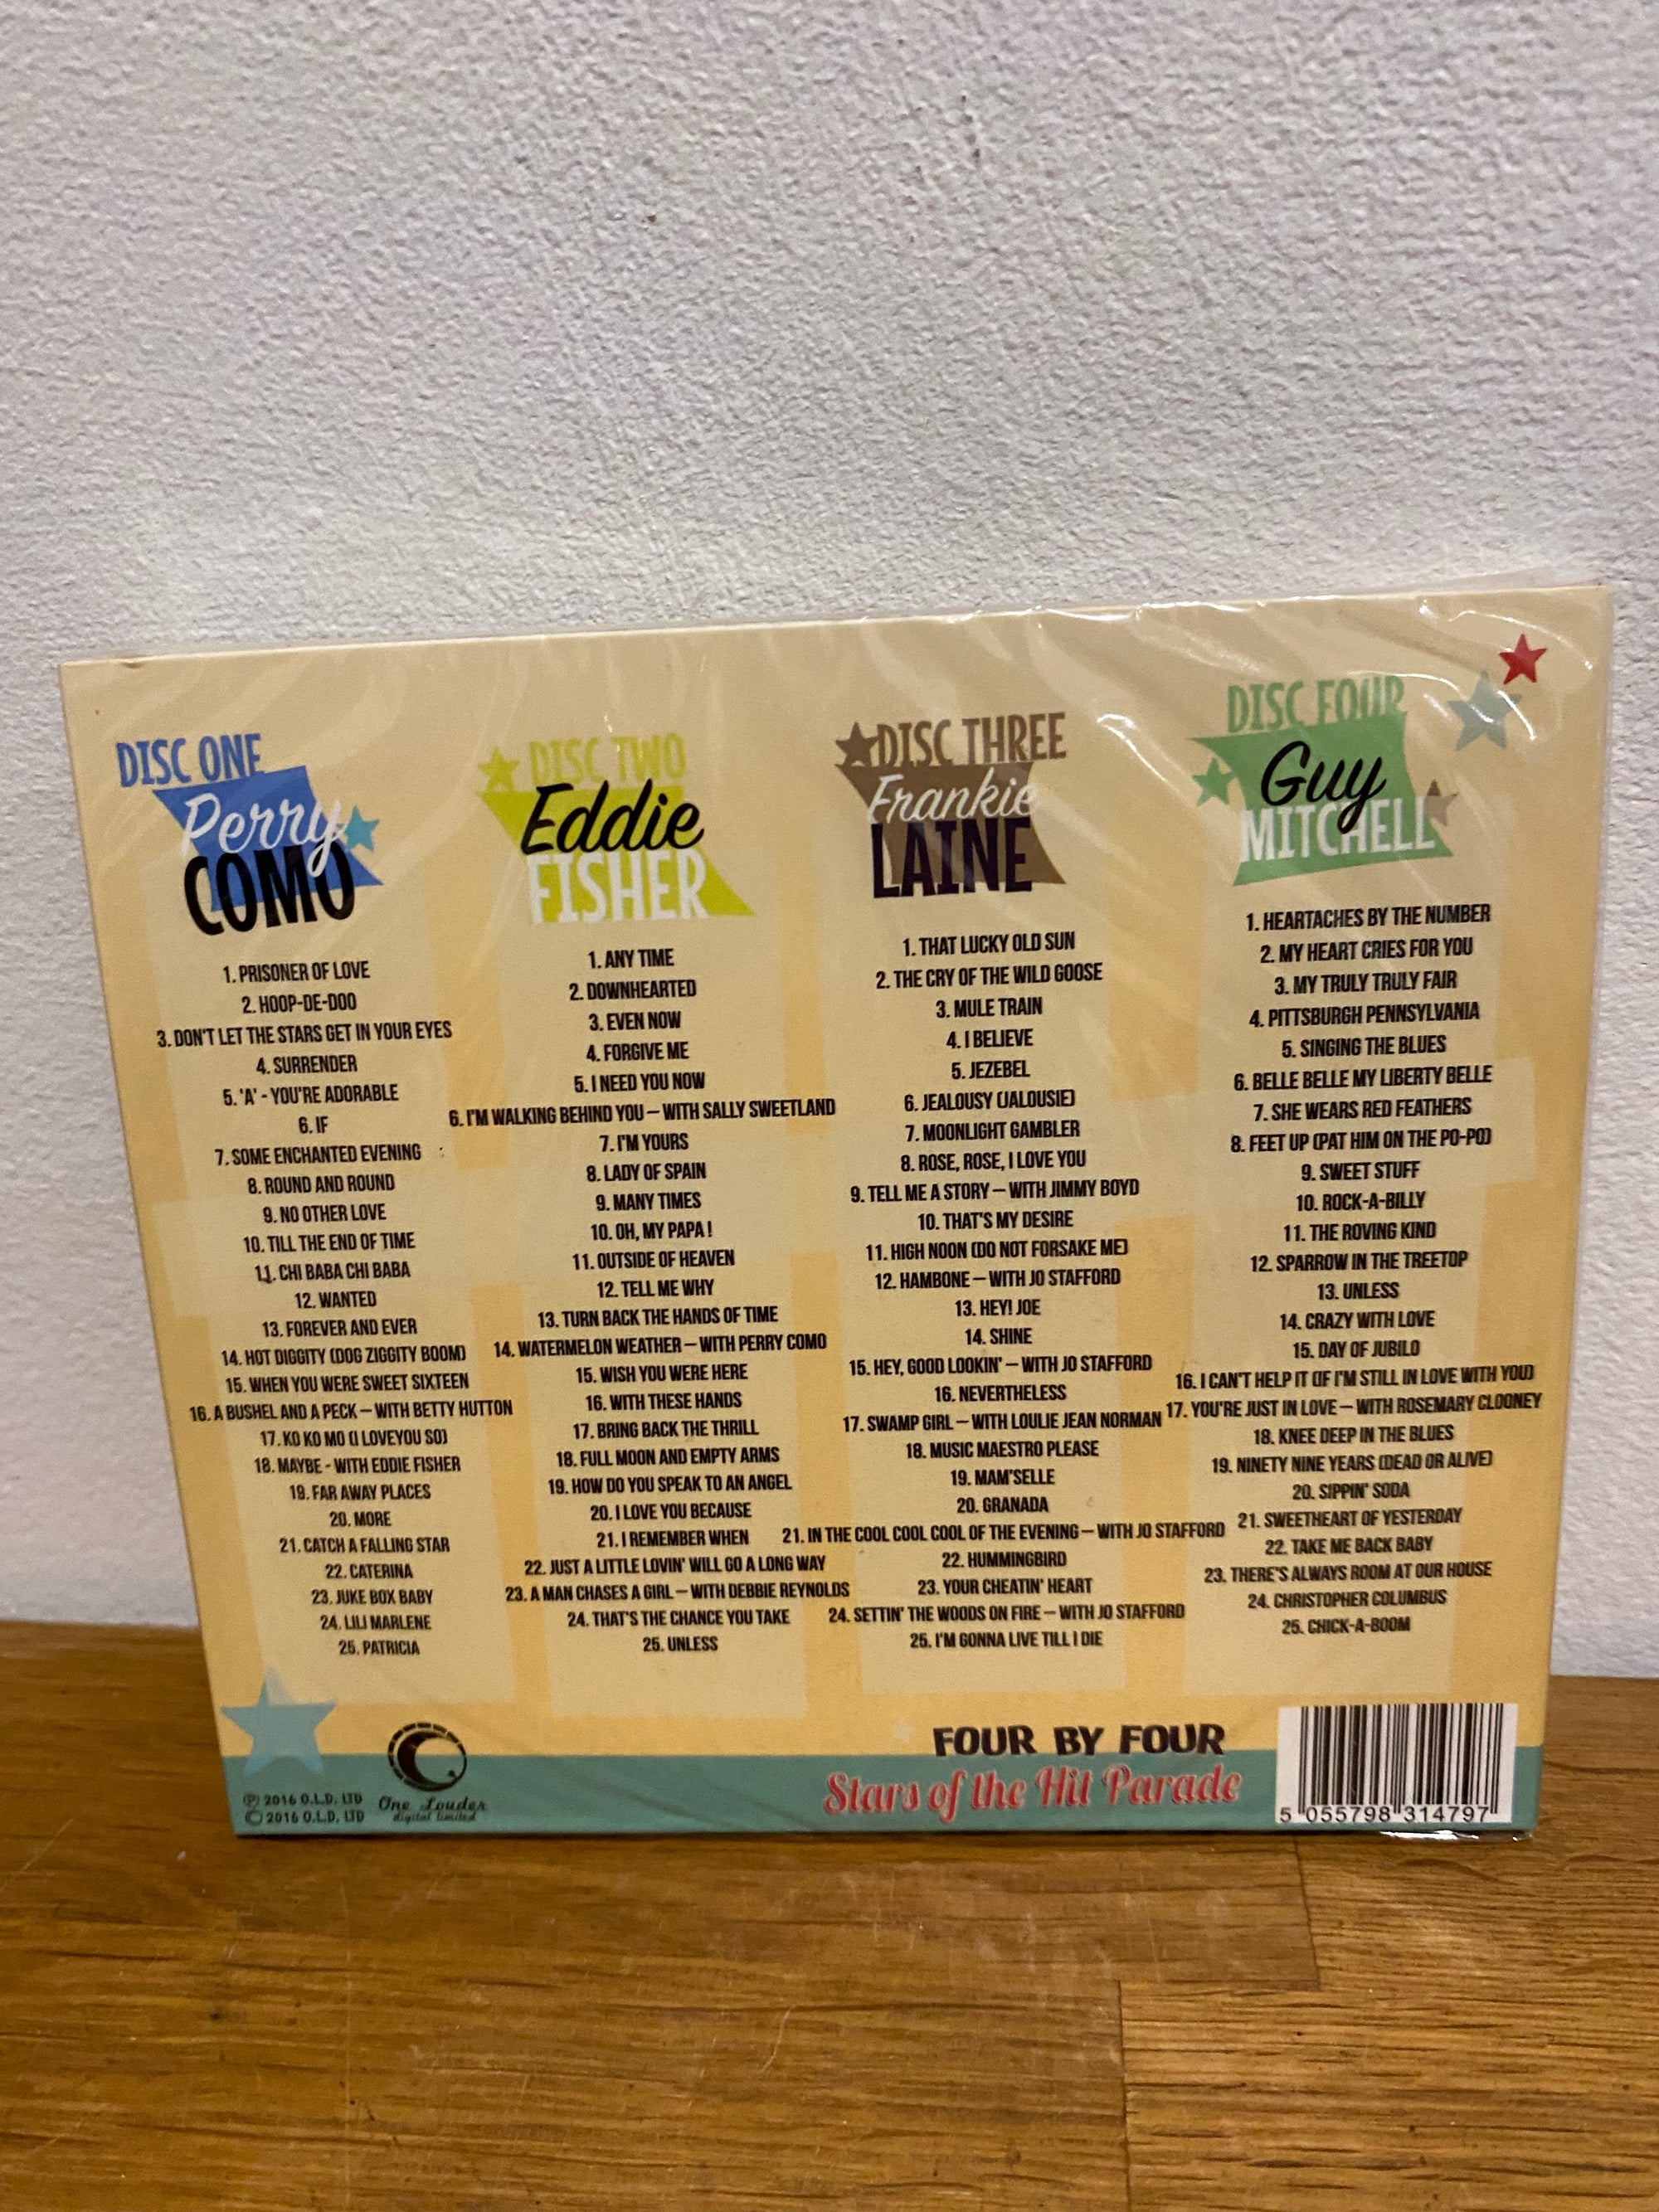 DISC ONE
Perry
COMO
1. PRISONER OF LOVE
2. HOOP-DE-DOO
3. DON'T LET THE STARS GET IN YOUR EYES
4. SURRENDER
5. 'A' - YOU'RE ADORABLE
6. IF
7. SOME ENCHANTED EVENING
8. ROUND AND ROUND
9. NO OTHER LOVE
10. TILL THE END OF TIME
11. CHI BABA CHI BABA
12. WANTED
13. FOREVER AND EVER
14. HOT DIGGITY (DOG ZIGGITY BOOM)
15. WHEN YOU WERE SWEET SIXTEEN
16. A BUSHEL AND A PECK – WITH BETTY HUTTON
17. KO KO MO (I LOVEYOU SO)
18. MAYBE - WITH EDDIE FISHER
19. FAR AWAY PLACES
20. MORE
21. CATCH A FALLING STAR
22. CATERINA
23. JUKE BOX BABY
24. LILI MARLENE
25. PATRICIA
DISC TWO
Eddie
FISHER
1. ANY TIME
2. DOWNHEARTED
3. EVEN NOW
4. FORGIVE ME
5. I NEED YOU NOW
6. I'M WALKING BEHIND YOU – WITH SALLY SWEETLAND
7. I'M YOURS
8. LADY OF SPAIN
9. MANY TIMES
10. OH, MY PAPA !
11. OUTSIDE OF HEAVEN
12. TELL ME WHY
13. TURN BACK THE HANDS OF TIME
14. WATERMELON WEATHER – WITH PERRY COMO
15. WISH YOU WERE HERE
16. WITH THESE HANDS
17. BRING BACK THE THRILL
18. FULL MOON AND EMPTY ARMS
19. HOW DO YOU SPEAK TO AN ANGEL
20. I LOVE YOU BECAUSE
21. I REMEMBER WHEN
22. JUST A LITTLE LOVIN' WILL GO A LONG WAY
23. A MAN CHASES A GIRL – WITH DEBBIE REYNOLDS
24. THAT'S THE CHANCE YOU TAKE
25. UNLESS
DISC THREE
Frankie
LAINE
1. THAT LUCKY OLD SUN
2. THE CRY OF THE WILD GOOSE
3. MULE TRAIN
4. I BELIEVE
5. JEZEBEL
6. JEALOUSY (JALOUSIE)
7. MOONLIGHT GAMBLER
8. ROSE, ROSE, I LOVE YOU
9. TELL ME A STORY – WITH JIMMY BOYD
10. THAT'S MY DESIRE
11. HIGH NOON (DO NOT FORSAKE ME)
12. HAMBONE – WITH JO STAFFORD
13. HEY! JOE
14. SHINE
15. HEY, GOOD LOOKIN' – WITH JO STAFFORD
16. NEVERTHELESS
17. SWAMP GIRL – WITH LOULIE JEAN NORMAN
18. MUSIC MAESTRO PLEASE
19. MAM'SELLE
20. GRANADA
21. IN THE COOL COOL COOL OF THE EVENING – WITH JO STAFFORD
22. HUMMINGBIRD
23. YOUR CHEATIN' HEART
24. SETTIN' THE WOODS ON FIRE – WITH JO STAFFORD
25. I'M GONNA LIVE TILL I DIE
DISC FOUR
Guy
MITCHELL
1. HEARTACHES BY THE NUMBER
2. MY HEART CRIES FOR YOU
3. MY TRULY TRULY FAIR
4. PITTSBURGH PENNSYLVANIA
5. SINGING THE BLUES
6. BELLE BELLE MY LIBERTY BELLE
7. SHE WEARS RED FEATHERS
8. FEET UP (PAT HIM ON THE PO-PO)
9. SWEET STUFF
10. ROCK-A-BILLY
11. THE ROVING KIND
12. SPARROW IN THE TREETOP
13. UNLESS
14. CRAZY WITH LOVE
15. DAY OF JUBILO
16. I CAN'T HELP IT (IF I'M STILL IN LOVE WITH YOU)
17. YOU'RE JUST IN LOVE – WITH ROSEMARY CLOONEY
18. KNEE DEEP IN THE BLUES
19. NINETY NINE YEARS (DEAD OR ALIVE)
20. SIPPIN' SODA
21. SWEETHEART OF YESTERDAY
22. TAKE ME BACK BABY
23. THERE'S ALWAYS ROOM AT OUR HOUSE
24. CHRISTOPHER COLUMBUS
25. CHICK-A-BOOM
℗ 2016 O.L.D. LTD
© 2016 O.L.D. LTD
One Louder
digital limited
FOUR BY FOUR
Stars of the Hit Parade
5 055798 314797